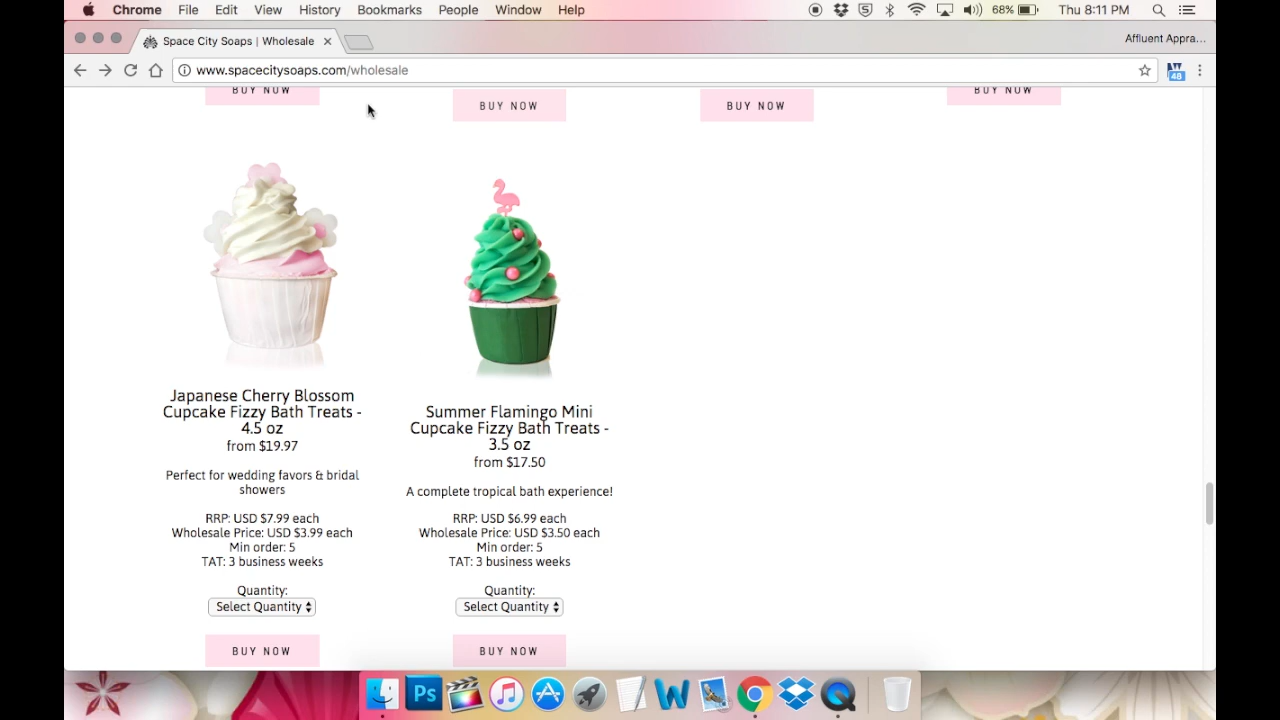 Chrome File Edit View History Bookmarks People Window Help 68% Thu 8:11 PM
Space City Soaps | Wholesale Affluent Appra...
www.spacecitysoaps.com/wholesale 48
BUY NOW BUY NOW BUY NOW BUY NOW
Japanese Cherry Blossom
Cupcake Fizzy Bath Treats -
4.5 oz
from $19.97
Perfect for wedding favors & bridal
showers
RRP: USD $7.99 each
Wholesale Price: USD $3.99 each
Min order: 5
TAT: 3 business weeks
Quantity:
Select Quantity
BUY NOW
Summer Flamingo Mini
Cupcake Fizzy Bath Treats -
3.5 oz
from $17.50
A complete tropical bath experience!
RRP: USD $6.99 each
Wholesale Price: USD $3.50 each
Min order: 5
TAT: 3 business weeks
Quantity:
Select Quantity
BUY NOW
Ps
W